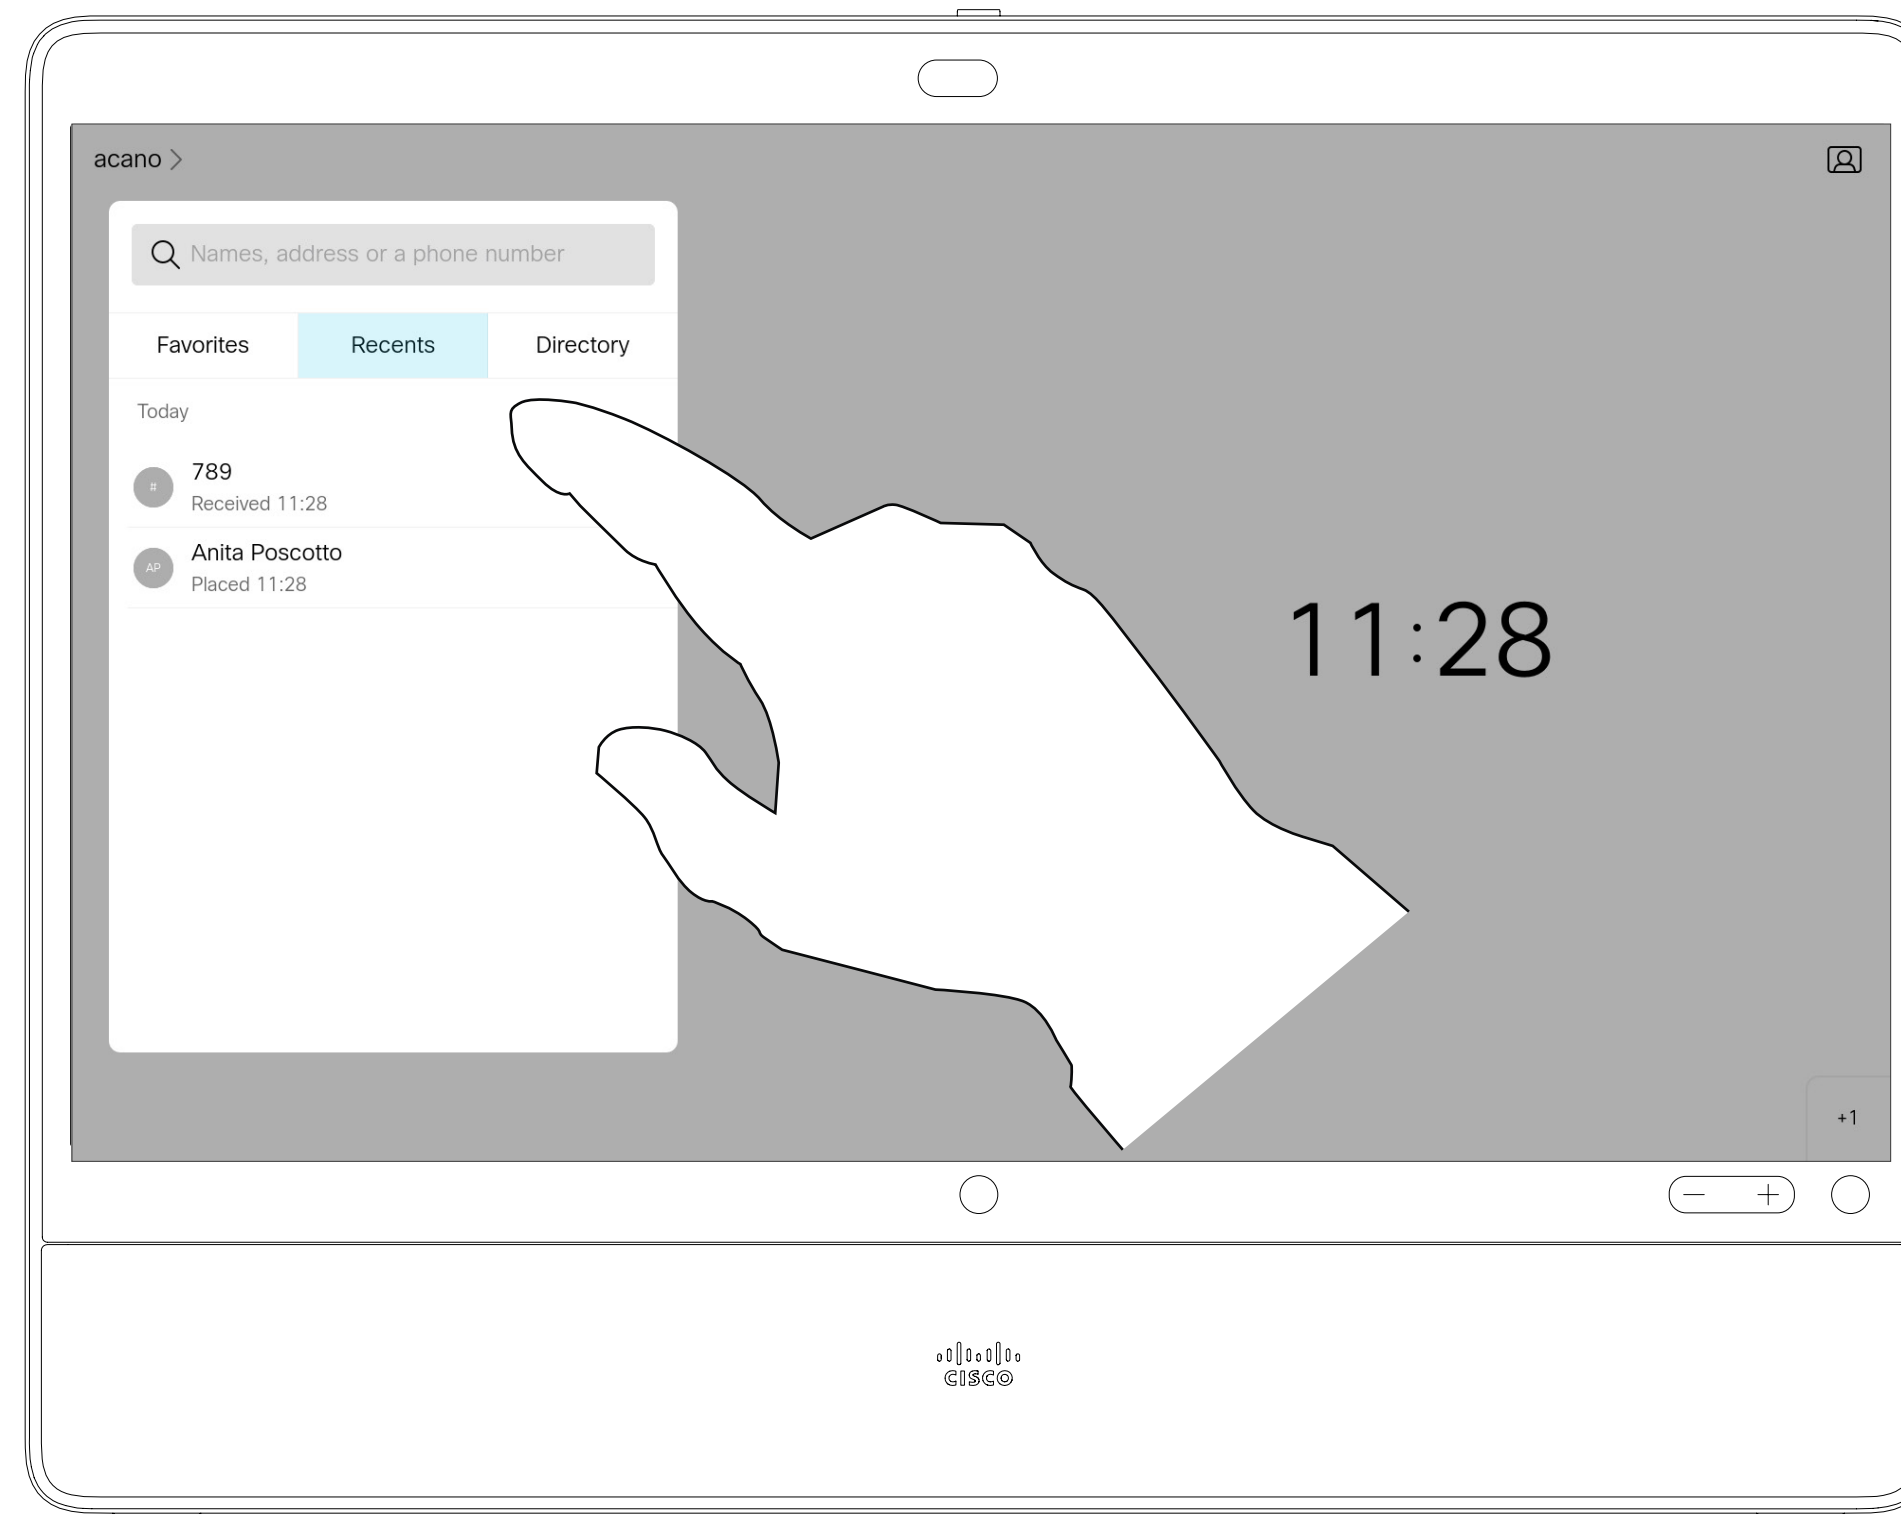 acano
Names, address or a phone number
Favorites
Recents
Directory
Today
#
789
Received 11:28
AP
Anita Poscotto
Placed 11:28
11:28
+1
CISCO